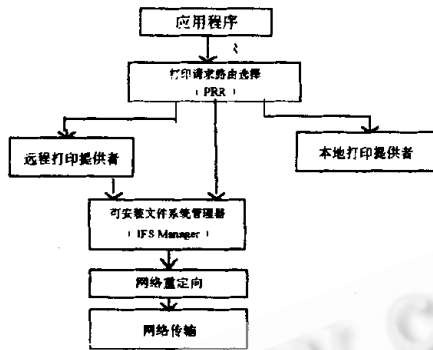 应用程序
打印请求路由选择
(PRR)
远程打印提供者
本地打印提供者
可安装文件系统管理器
(IFS Manager)
网络重定向
网络传输